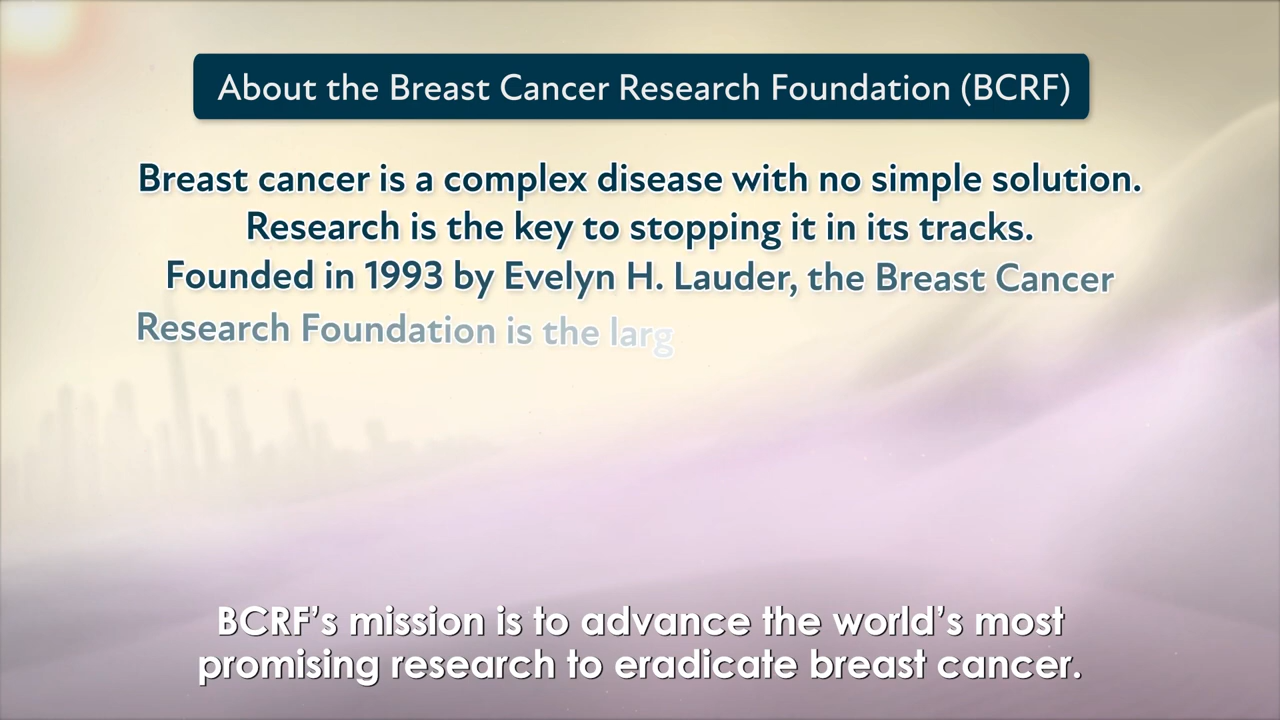 About the Breast Cancer Research Foundation (BCRF)
Breast cancer is a complex disease with no simple solution.
Research is the key to stopping it in its tracks.
Founded in 1993 by Evelyn H. Lauder, the Breast Cancer
Research Foundation is the larg
BCRF’s mission is to advance the world’s most
promising research to eradicate breast cancer.